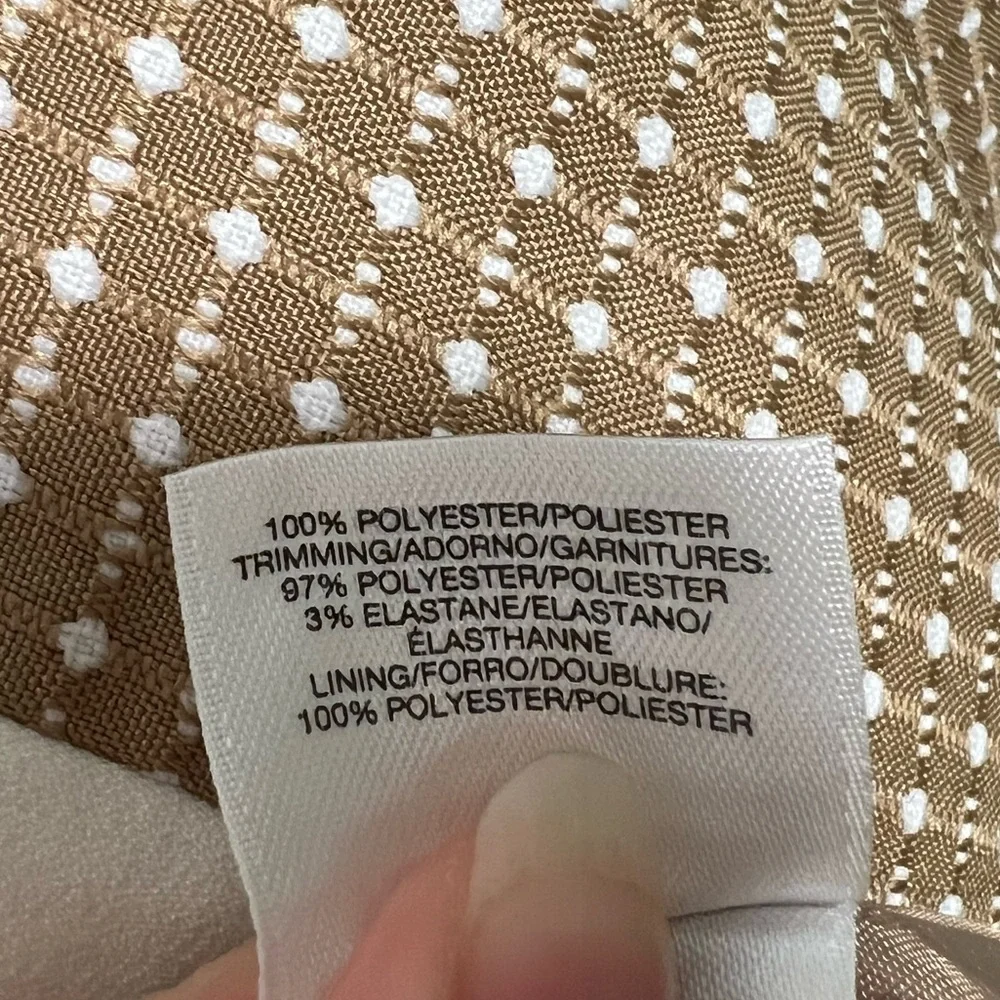 100% POLYESTER/POLIESTER
TRIMMING/ADORNO/GARNITURES:
97% POLYESTER/POLIESTER
3% ELASTANE/ELASTANO/
ÉLASTHANNE
LINING/FORRO/DOUBLURE:
100% POLYESTER/POLIESTER